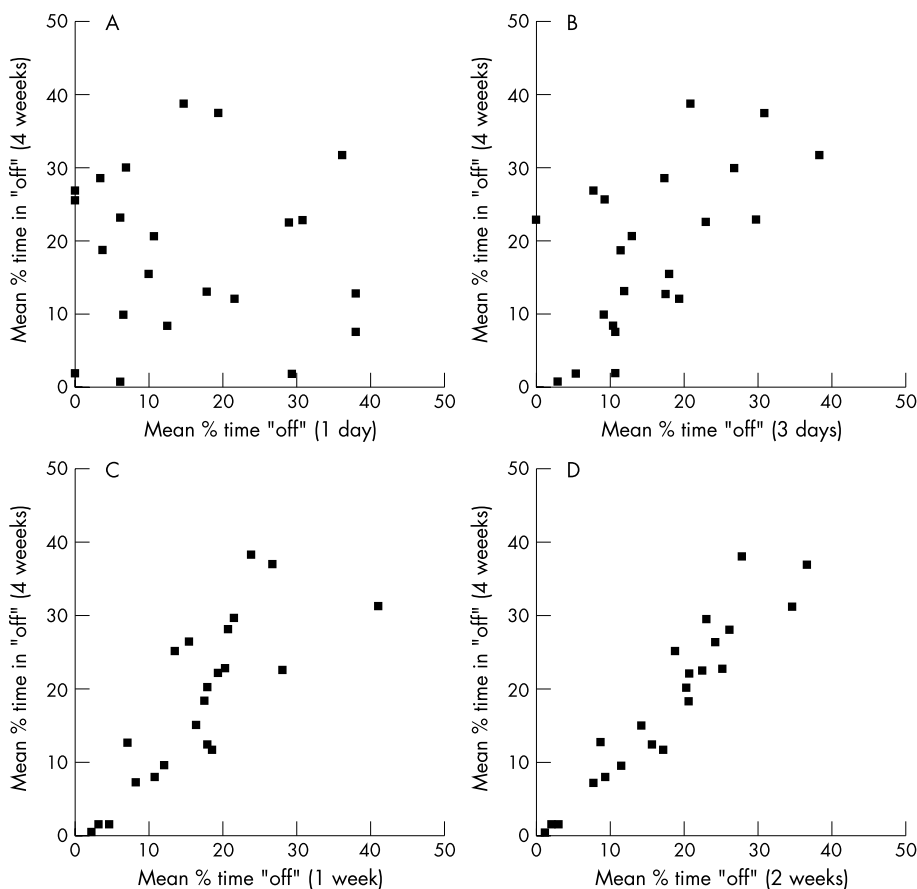 A
Mean % time in "off" (4 weeeks)
50
40
30
20
10
0
0 10 20 30 40 50
Mean % time "off" (1 day)
B
Mean % time in "off" (4 weeeks)
50
40
30
20
10
0
0 10 20 30 40 50
Mean % time "off" (3 days)
C
Mean % time in "off" (4 weeeks)
50
40
30
20
10
0
0 10 20 30 40 50
Mean % time "off" (1 week)
D
Mean % time in "off" (4 weeeks)
50
40
30
20
10
0
0 10 20 30 40 50
Mean % time "off" (2 weeks)